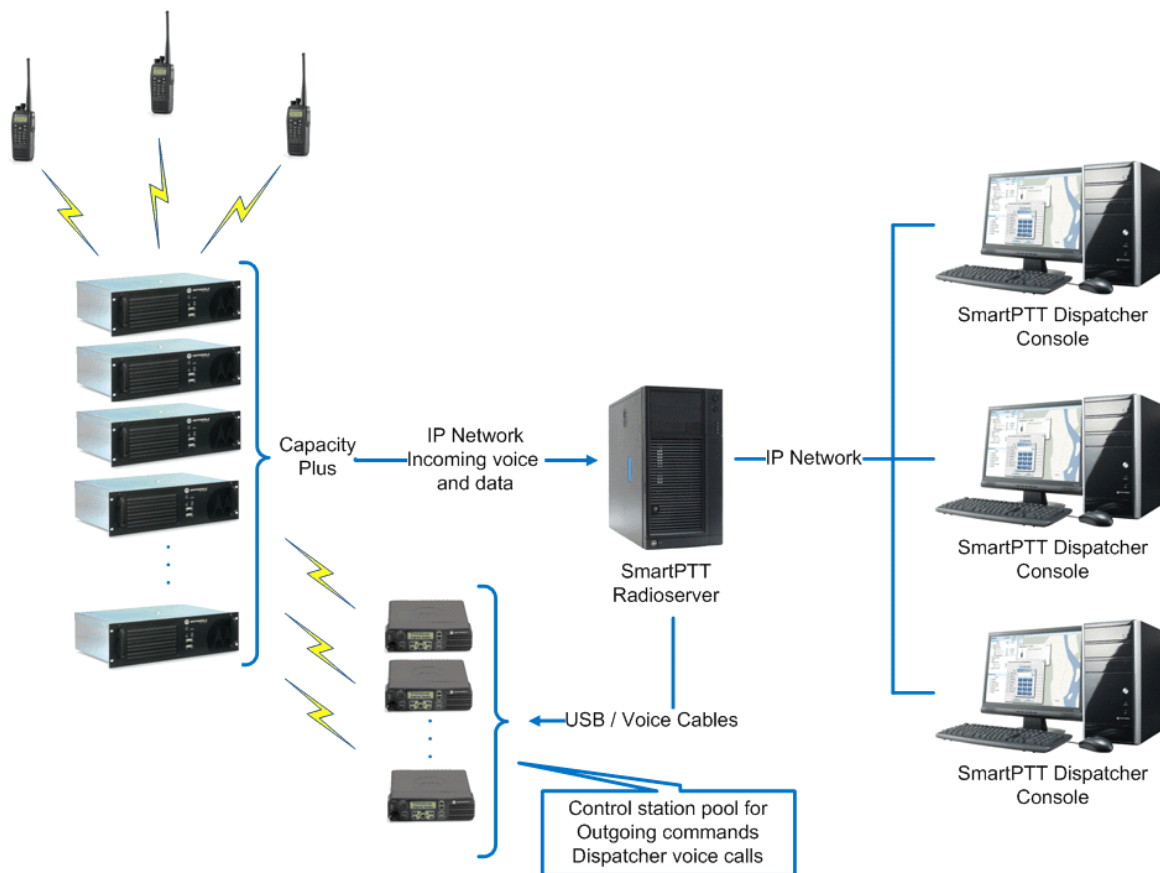 SmartPTT Dispatcher
Console
Capacity
Plus
IP Network
Incoming voice
and data
IP Network
SmartPTT
Radioserver
SmartPTT Dispatcher
Console
USB / Voice Cables
Control station pool for
Outgoing commands
Dispatcher voice calls
SmartPTT Dispatcher
Console